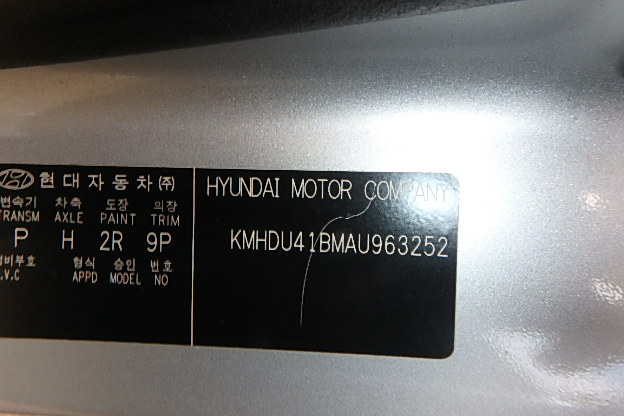 현대자동차㈜
변속기 차축 도장 의장
TRANSM AXLE PAINT TRIM
P H 2R 9P
형식 승인 번호
.V.C APPD MODEL NO
HYUNDAI MOTOR COMPANY
KMHDU41BMAU963252